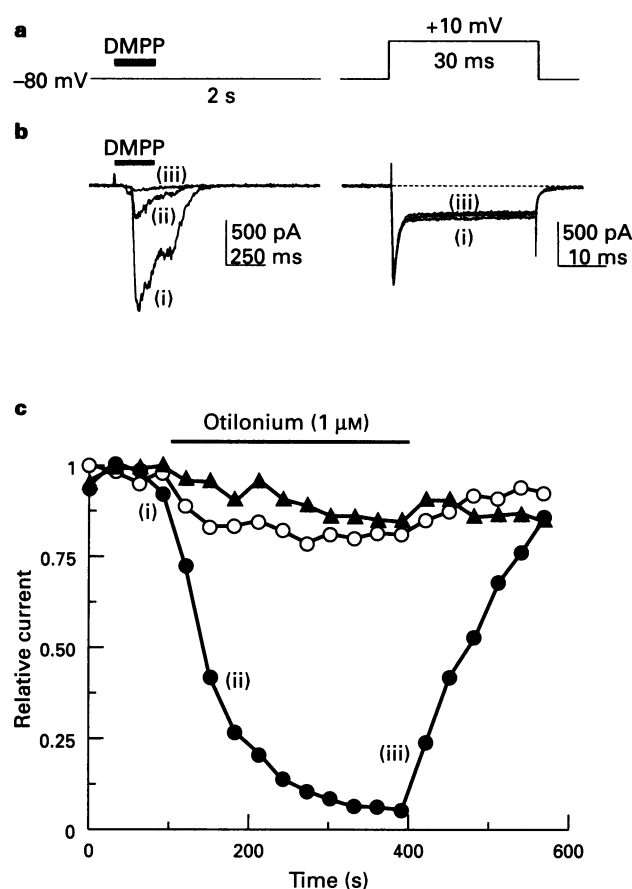 a
DMPP
–80 mV
2 s
+10 mV
30 ms
b
DMPP
(iii)
(ii)
(i)
500 pA
250 ms
(iii)
(i)
500 pA
10 ms
c
Otilonium (1 μM)
1
0.75
0.50
0.25
0
Relative current
(i)
(ii)
(iii)
0
200
400
600
Time (s)